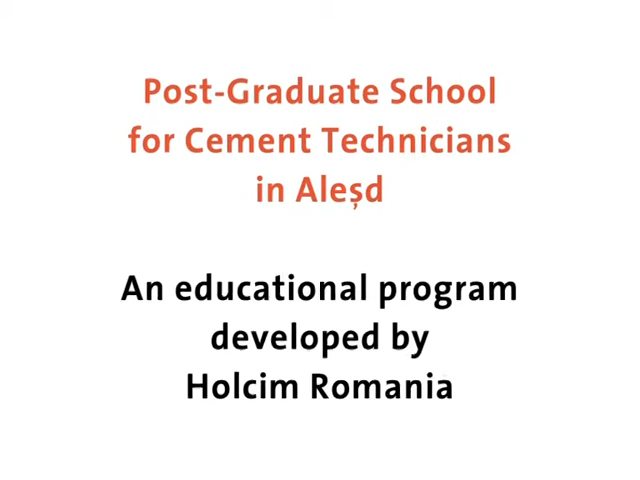 Post-Graduate School
for Cement Technicians
in Aleșd
An educational program
developed by
Holcim Romania